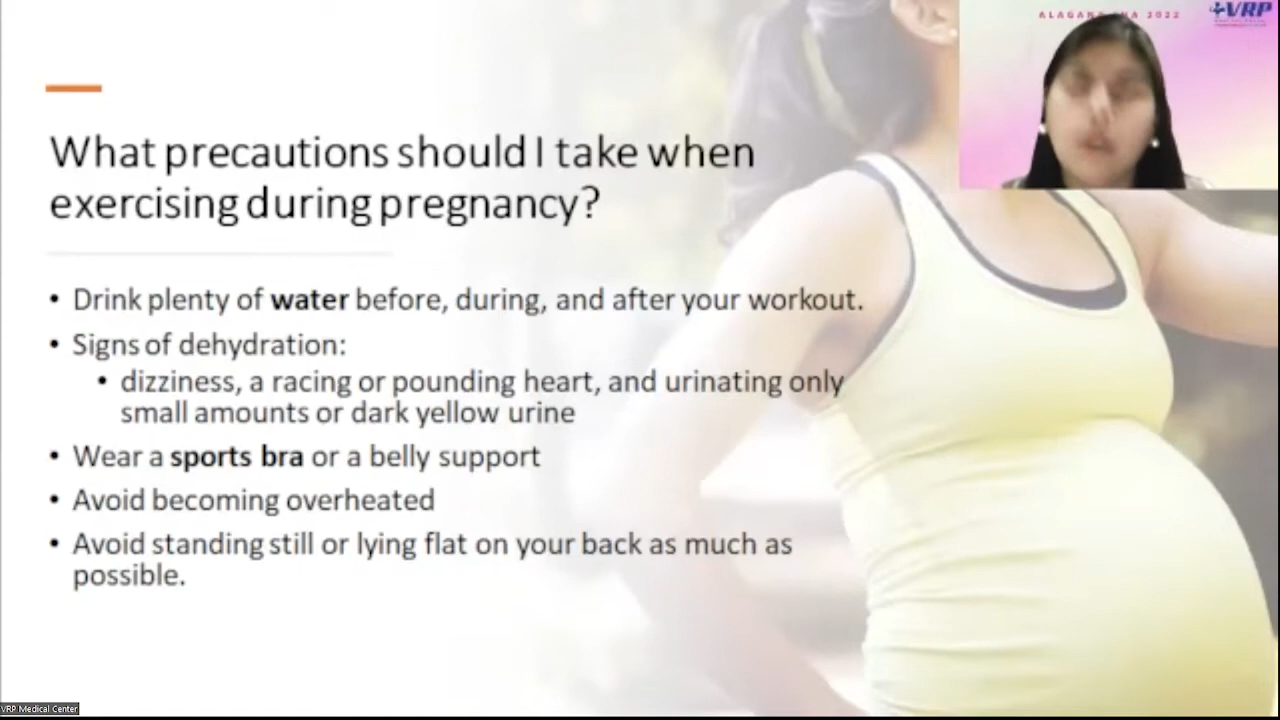 ALAGANG INA 2022
VRP
What precautions should I take when
exercising during pregnancy?
• Drink plenty of water before, during, and after your workout.
• Signs of dehydration:
• dizziness, a racing or pounding heart, and urinating only
small amounts or dark yellow urine
• Wear a sports bra or a belly support
• Avoid becoming overheated
• Avoid standing still or lying flat on your back as much as
possible.
VRP Medical Center